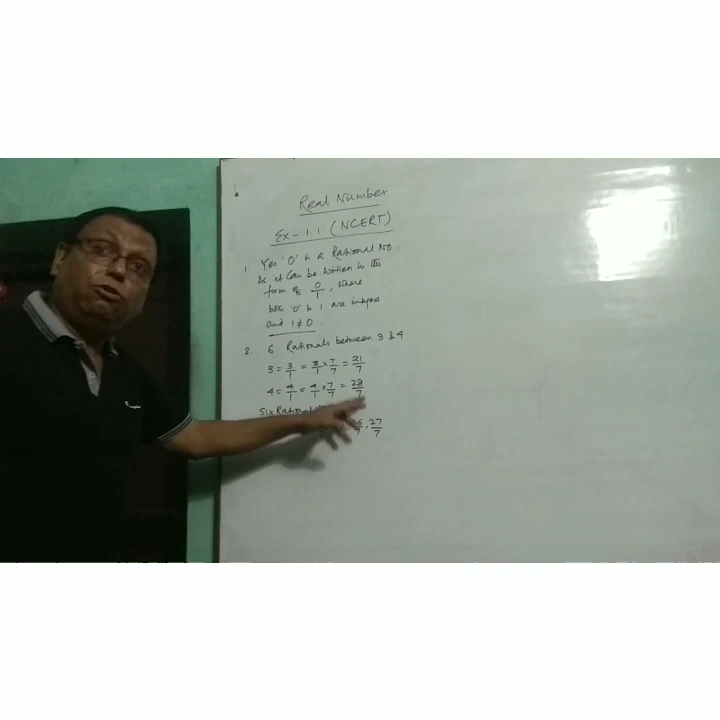 Real Number
Ex - 1.1 (NCERT)
1. Yes '0' is a Rational No.
As it can be written in the
form of 0/1, where
both '0' & 1 are integers
and 1 ≠ 0.
2. 6 Rationals between 3 & 4
3 = 3/1 = 3/1 × 7/7 = 21/7
4 = 4/1 = 4/1 × 7/7 = 28/7
Six Rational
27/7